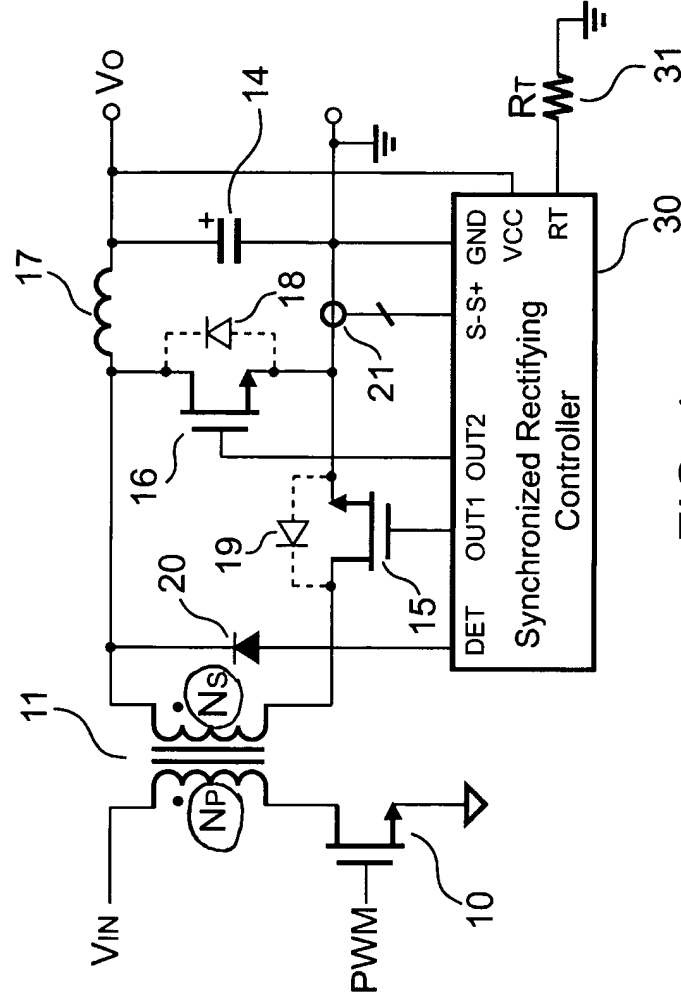 VIN
PWM
10
11
NP
NS
20
DET
19
15
OUT1
16
OUT2
17
18
21
S-S+
14
GND
VCC
RT
VO
RT
31
Synchronized Rectifying
Controller
30